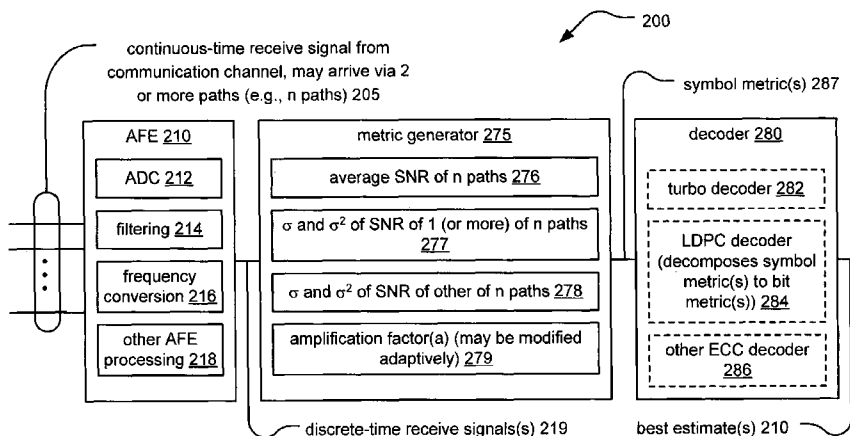 200
continuous-time receive signal from
communication channel, may arrive via 2
or more paths (e.g., n paths) 205
symbol metric(s) 287
AFE 210
ADC 212
filtering 214
frequency
conversion 216
other AFE
processing 218
metric generator 275
average SNR of n paths 276
σ and σ² of SNR of 1 (or more) of n paths
277
σ and σ² of SNR of other of n paths 278
amplification factor(a) (may be modified
adaptively) 279
decoder 280
turbo decoder 282
LDPC decoder
(decomposes symbol
metric(s) to bit
metric(s)) 284
other ECC decoder
286
discrete-time receive signals(s) 219
best estimate(s) 210